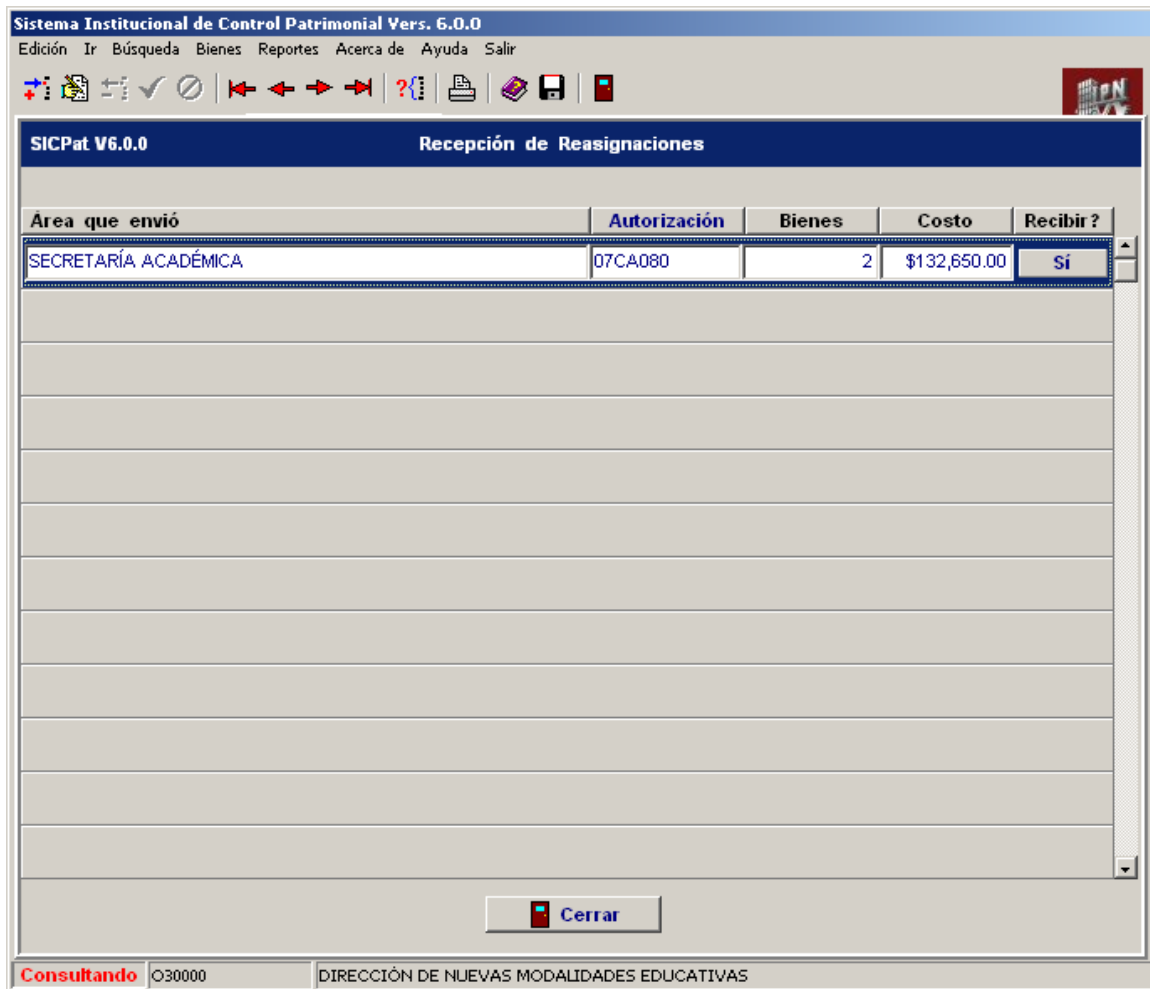 Sistema Institucional de Control Patrimonial Vers. 6.0.0
Edición Ir Búsqueda Bienes Reportes Acerca de Ayuda Salir
IPN
SICPat V6.0.0 Recepción de Reasignaciones
Área que envió Autorización Bienes Costo Recibir?
SECRETARÍA ACADÉMICA 07CA080 2 $132,650.00 Sí
Cerrar
Consultando O30000 DIRECCIÓN DE NUEVAS MODALIDADES EDUCATIVAS